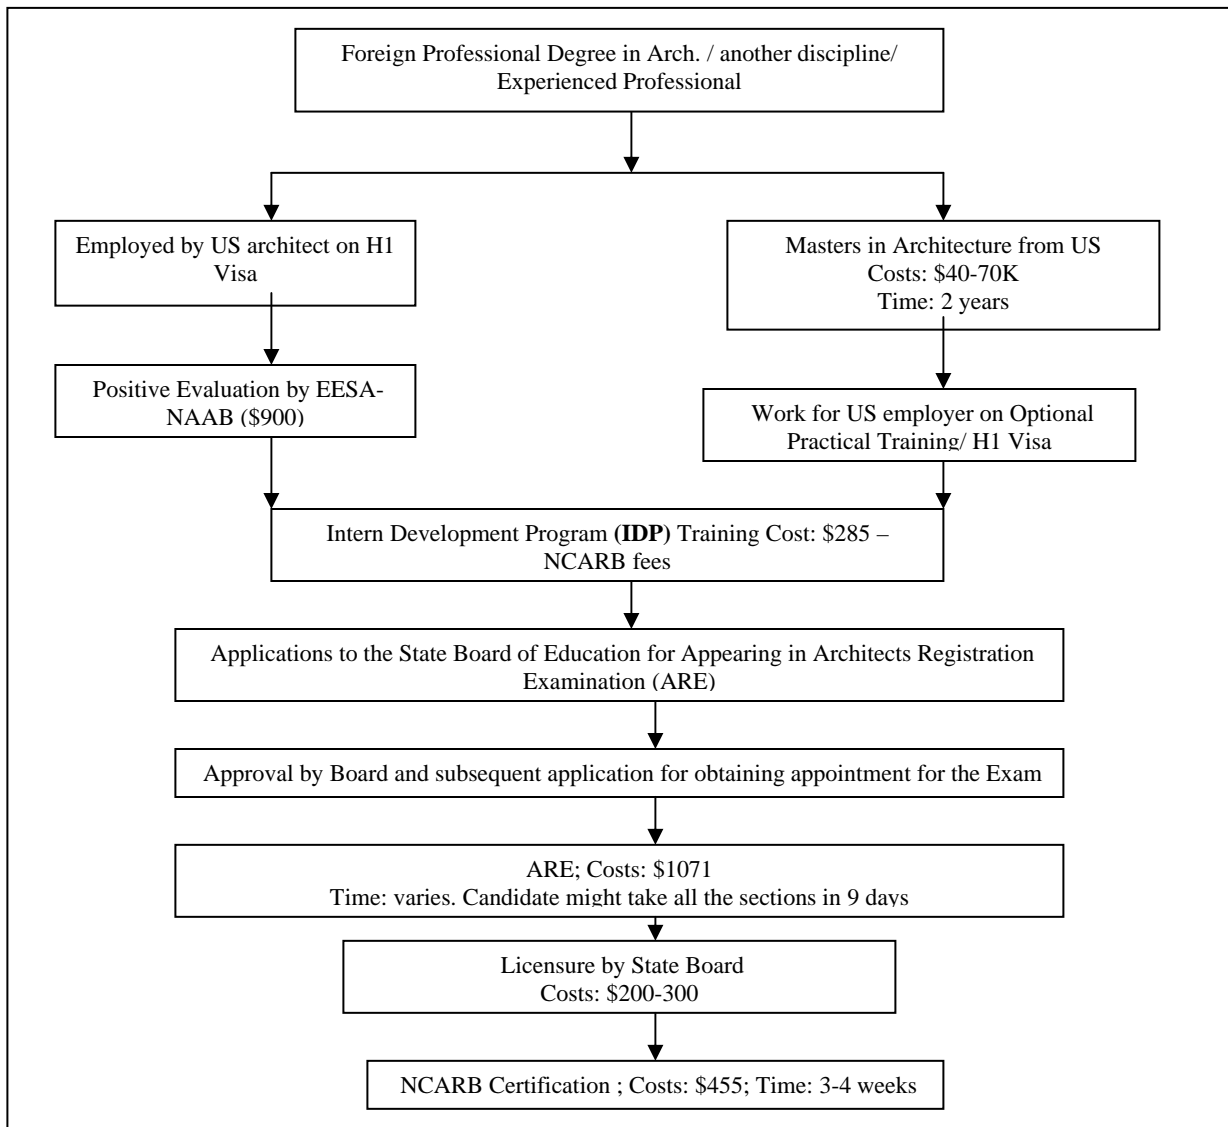 Foreign Professional Degree in Arch. / another discipline/
Experienced Professional
Employed by US architect on H1
Visa
Masters in Architecture from US
Costs: $40-70K
Time: 2 years
Positive Evaluation by EESA-
NAAB ($900)
Work for US employer on Optional
Practical Training/ H1 Visa
Intern Development Program (IDP) Training Cost: $285 –
NCARB fees
Applications to the State Board of Education for Appearing in Architects Registration
Examination (ARE)
Approval by Board and subsequent application for obtaining appointment for the Exam
ARE; Costs: $1071
Time: varies. Candidate might take all the sections in 9 days
Licensure by State Board
Costs: $200-300
NCARB Certification ; Costs: $455; Time: 3-4 weeks